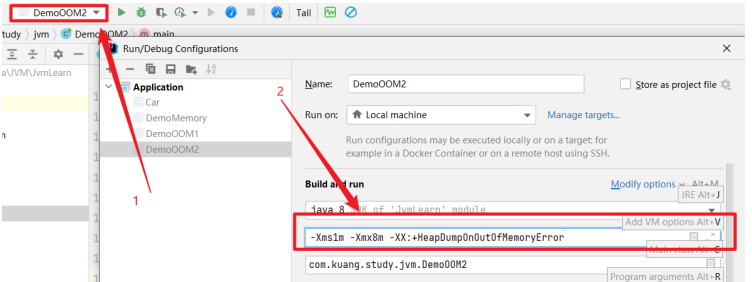 DemoOOM2
Tail
tudy jvm DemoOOM2 main
Run/Debug Configurations
a\JVM\JvmLearn
Application
Car
DemoMemory
DemoOOM1
DemoOOM2
1
2
Name: DemoOOM2
Store as project file
Run on: Local machine
Manage targets...
Run configurations may be executed locally or on a target: for
example in a Docker Container or on a remote host using SSH.
Build and run
Modify options Alt+M
JRE Alt+J
java 8 SDK of 'JvmLearn' module
Add VM options Alt+V
-Xms1m -Xmx8m -XX:+HeapDumpOnOutOfMemoryError
Main class Alt+C
com.kuang.study.jvm.DemoOOM2
Program arguments Alt+R